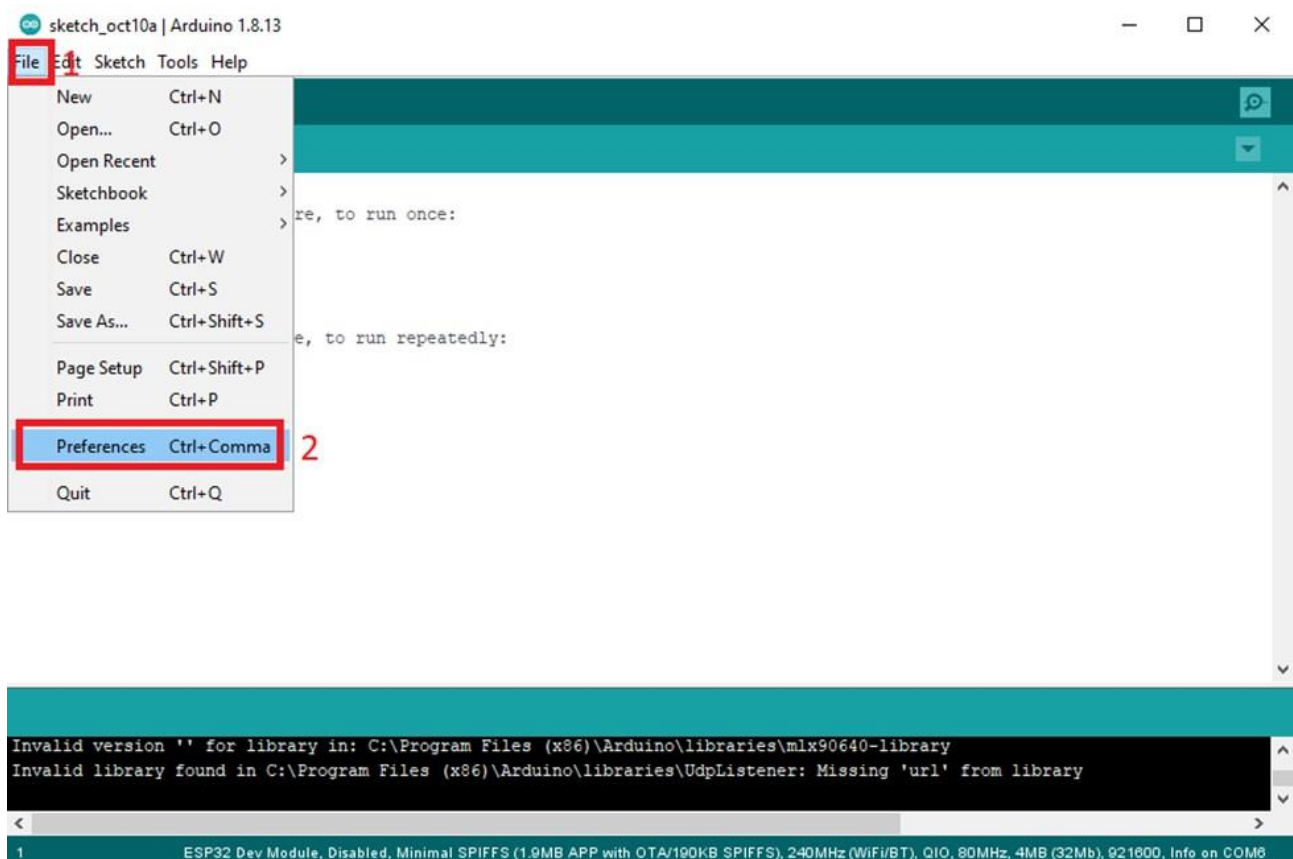 sketch_oct10a | Arduino 1.8.13
File Edit Sketch Tools Help
1
New Ctrl+N
Open... Ctrl+O
Open Recent
Sketchbook
re, to run once:
Examples
Close Ctrl+W
Save Ctrl+S
Save As... Ctrl+Shift+S
e, to run repeatedly:
Page Setup Ctrl+Shift+P
Print Ctrl+P
Preferences Ctrl+Comma 2
Quit Ctrl+Q
Invalid version '' for library in: C:\Program Files (x86)\Arduino\libraries\mlx90640-library
Invalid library found in C:\Program Files (x86)\Arduino\libraries\UdpListener: Missing 'url' from library
1 ESP32 Dev Module, Disabled, Minimal SPIFFS (1.9MB APP with OTA/190KB SPIFFS), 240MHz (WiFi/BT), QIO, 80MHz, 4MB (32Mb), 921600, Info on COM6